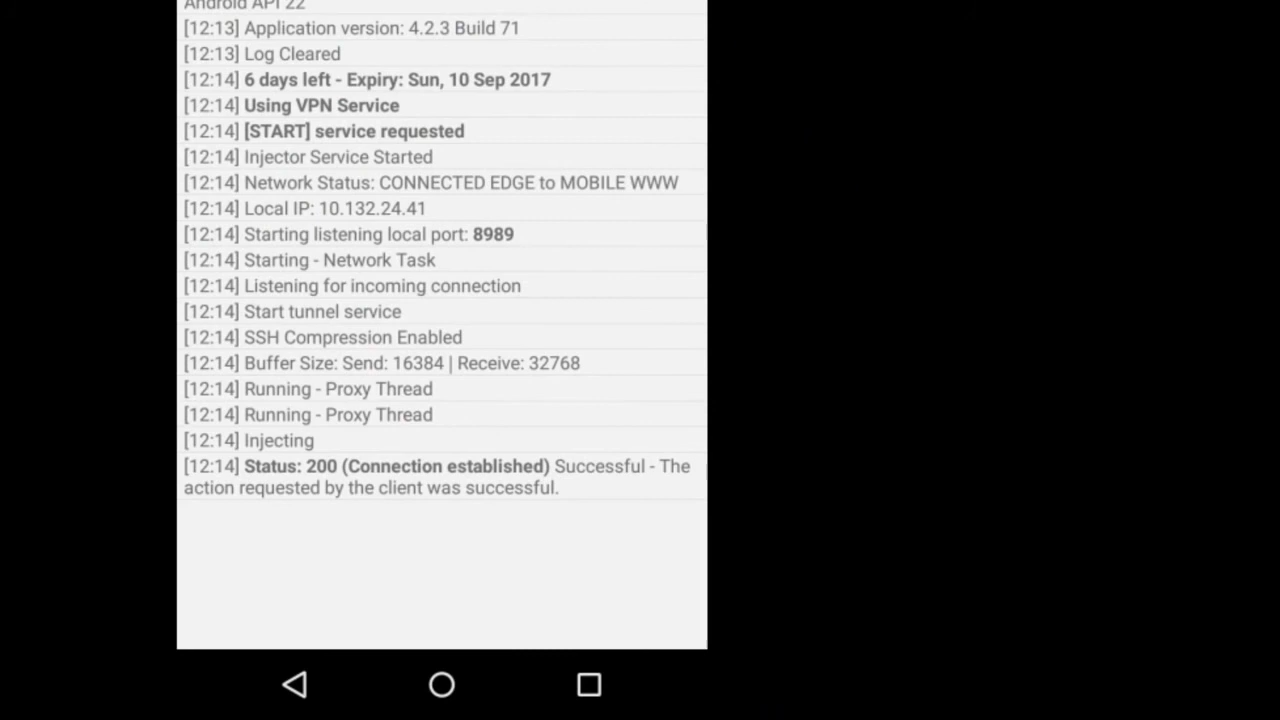 Android API 22
[12:13] Application version: 4.2.3 Build 71
[12:13] Log Cleared
[12:14] 6 days left - Expiry: Sun, 10 Sep 2017
[12:14] Using VPN Service
[12:14] [START] service requested
[12:14] Injector Service Started
[12:14] Network Status: CONNECTED EDGE to MOBILE WWW
[12:14] Local IP: 10.132.24.41
[12:14] Starting listening local port: 8989
[12:14] Starting - Network Task
[12:14] Listening for incoming connection
[12:14] Start tunnel service
[12:14] SSH Compression Enabled
[12:14] Buffer Size: Send: 16384 | Receive: 32768
[12:14] Running - Proxy Thread
[12:14] Running - Proxy Thread
[12:14] Injecting
[12:14] Status: 200 (Connection established) Successful - The
action requested by the client was successful.